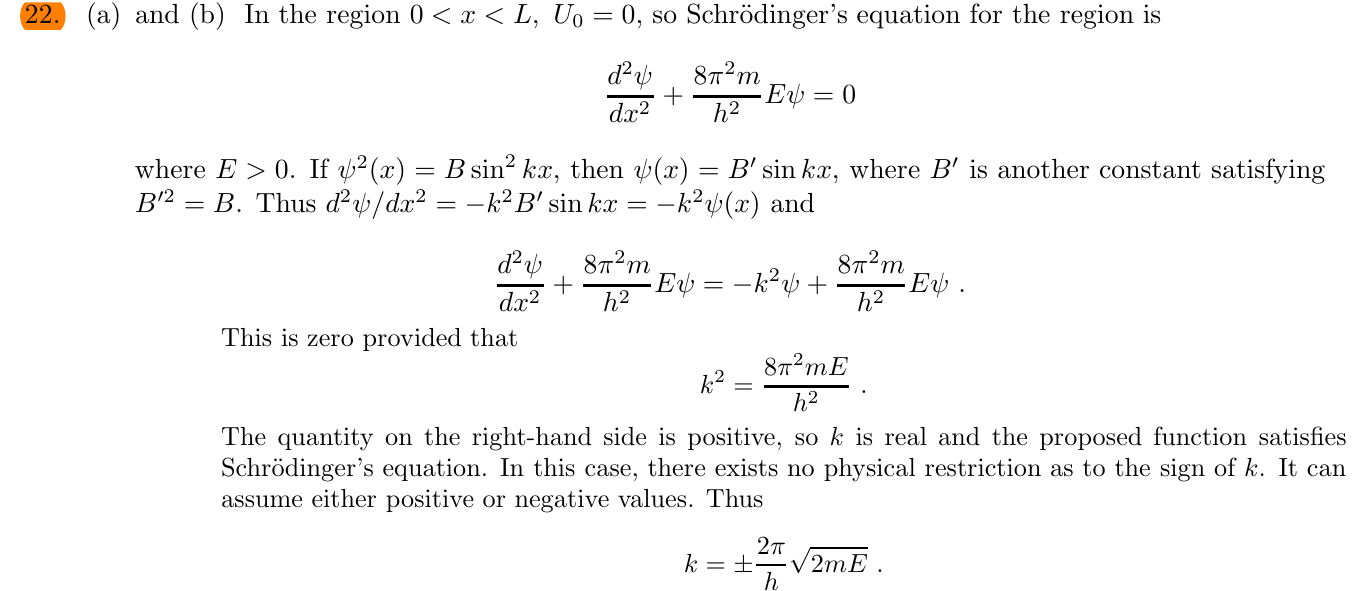 22. (a) and (b) In the region 0 < x < L, U₀ = 0, so Schrödinger's equation for the region is
d²ψ/dx² + 8π²m/h² Eψ = 0
where E > 0. If ψ²(x) = B sin² kx, then ψ(x) = B′ sin kx, where B′ is another constant satisfying
B′² = B. Thus d²ψ/dx² = −k²B′ sin kx = −k²ψ(x) and
d²ψ/dx² + 8π²m/h² Eψ = −k²ψ + 8π²m/h² Eψ .
This is zero provided that
k² = 8π²mE/h² .
The quantity on the right-hand side is positive, so k is real and the proposed function satisfies
Schrödinger's equation. In this case, there exists no physical restriction as to the sign of k. It can
assume either positive or negative values. Thus
k = ± 2π/h √2mE .